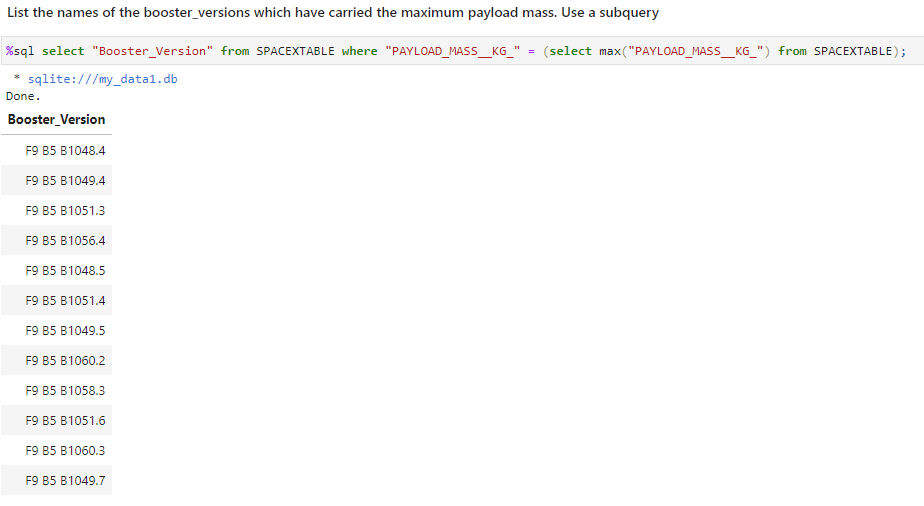 List the names of the booster_versions which have carried the maximum payload mass. Use a subquery
%sql select "Booster_Version" from SPACEXTABLE where "PAYLOAD_MASS__KG_" = (select max("PAYLOAD_MASS__KG_") from SPACEXTABLE);
* sqlite:///my_data1.db
Done.
Booster_Version
F9 B5 B1048.4
F9 B5 B1049.4
F9 B5 B1051.3
F9 B5 B1056.4
F9 B5 B1048.5
F9 B5 B1051.4
F9 B5 B1049.5
F9 B5 B1060.2
F9 B5 B1058.3
F9 B5 B1051.6
F9 B5 B1060.3
F9 B5 B1049.7